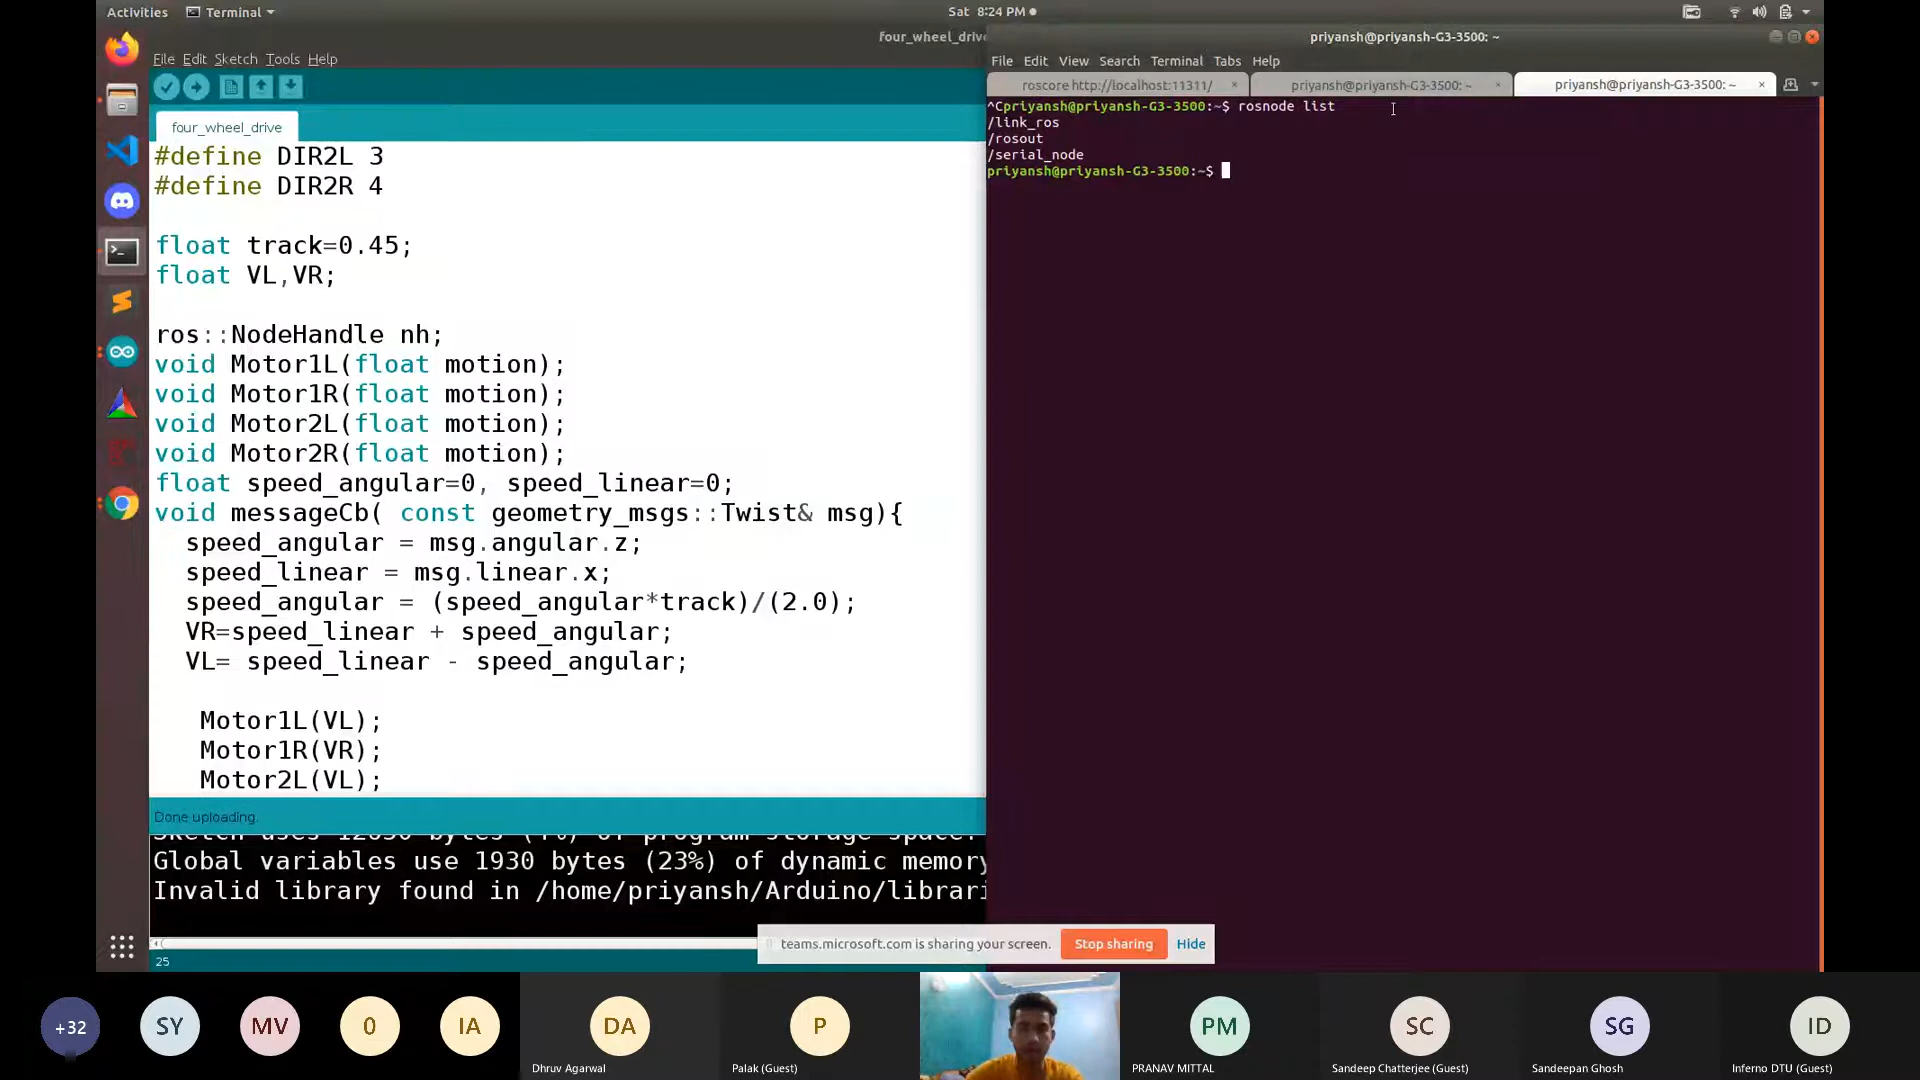 Activities
Terminal
Sat 8:24 PM
four_wheel_drive
File Edit Sketch Tools Help
four_wheel_drive
#define DIR2L 3
#define DIR2R 4
float track=0.45;
float VL,VR;
ros::NodeHandle nh;
void Motor1L(float motion);
void Motor1R(float motion);
void Motor2L(float motion);
void Motor2R(float motion);
float speed_angular=0, speed_linear=0;
void messageCb( const geometry_msgs::Twist& msg){
speed_angular = msg.angular.z;
speed_linear = msg.linear.x;
speed_angular = (speed_angular*track)/(2.0);
VR=speed_linear + speed_angular;
VL= speed_linear - speed_angular;
Motor1L(VL);
Motor1R(VR);
Motor2L(VL);
Done uploading.
Global variables use 1930 bytes (23%) of dynamic memory
Invalid library found in /home/priyansh/Arduino/librari
25
priyansh@priyansh-G3-3500: ~
File Edit View Search Terminal Tabs Help
roscore http://localhost:11311/
priyansh@priyansh-G3-3500: ~
priyansh@priyansh-G3-3500: ~
^Cpriyansh@priyansh-G3-3500:~$ rosnode list
/link_ros
/rosout
/serial_node
priyansh@priyansh-G3-3500:~$
teams.microsoft.com is sharing your screen.
Stop sharing
Hide
+32
SY
MV
0
IA
DA
Dhruv Agarwal
P
Palak (Guest)
PM
PRANAV MITTAL
SC
Sandeep Chatterjee (Guest)
SG
Sandeepan Ghosh
ID
Inferno DTU (Guest)